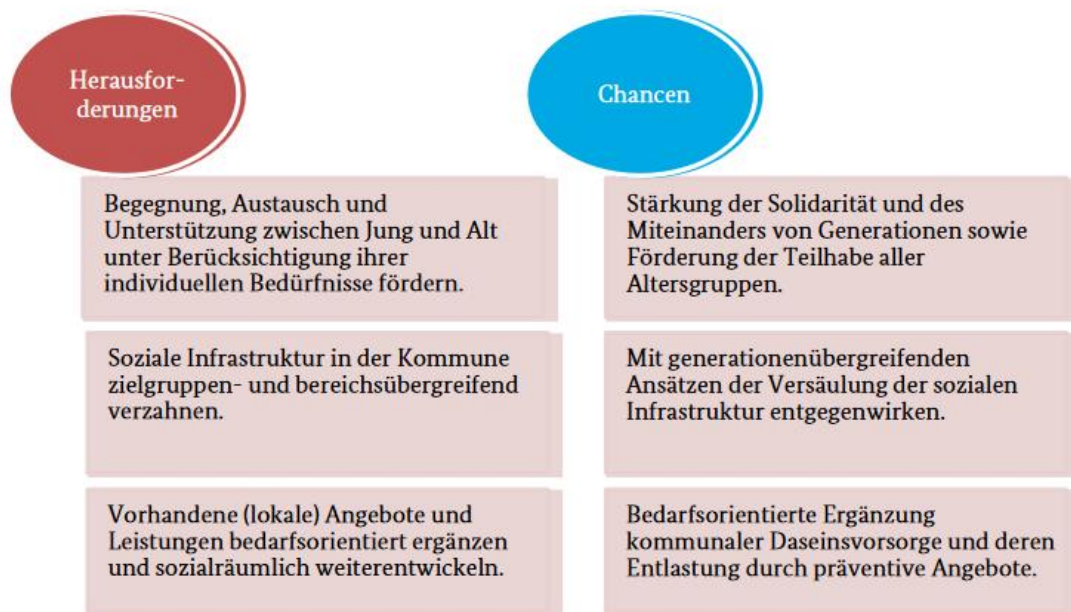 Herausfor-
derungen
Begegnung, Austausch und
Unterstützung zwischen Jung und Alt
unter Berücksichtigung ihrer
individuellen Bedürfnisse fördern.
Soziale Infrastruktur in der Kommune
zielgruppen- und bereichsübergreifend
verzahnen.
Vorhandene (lokale) Angebote und
Leistungen bedarfsorientiert ergänzen
und sozialräumlich weiterentwickeln.
Chancen
Stärkung der Solidarität und des
Miteinanders von Generationen sowie
Förderung der Teilhabe aller
Altersgruppen.
Mit generationenübergreifenden
Ansätzen der Versäulung der sozialen
Infrastruktur entgegenwirken.
Bedarfsorientierte Ergänzung
kommunaler Daseinsvorsorge und deren
Entlastung durch präventive Angebote.